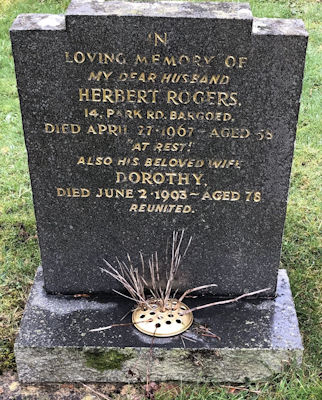 IN
LOVING MEMORY OF
MY DEAR HUSBAND
HERBERT ROGERS,
14, PARK RD. BARGOED.
DIED APRIL 27·1967 ~ AGED 58
'AT REST'
ALSO HIS BELOVED WIFE
DOROTHY,
DIED JUNE 2·1993 ~ AGED 78
REUNITED.